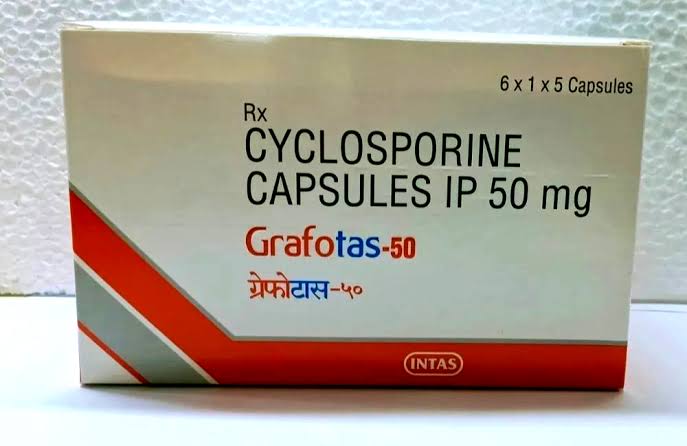 6 x 1 x 5 Capsules
Rx
CYCLOSPORINE
CAPSULES IP 50 mg
Grafotas-50
ग्रेफोटास-५०
INTAS